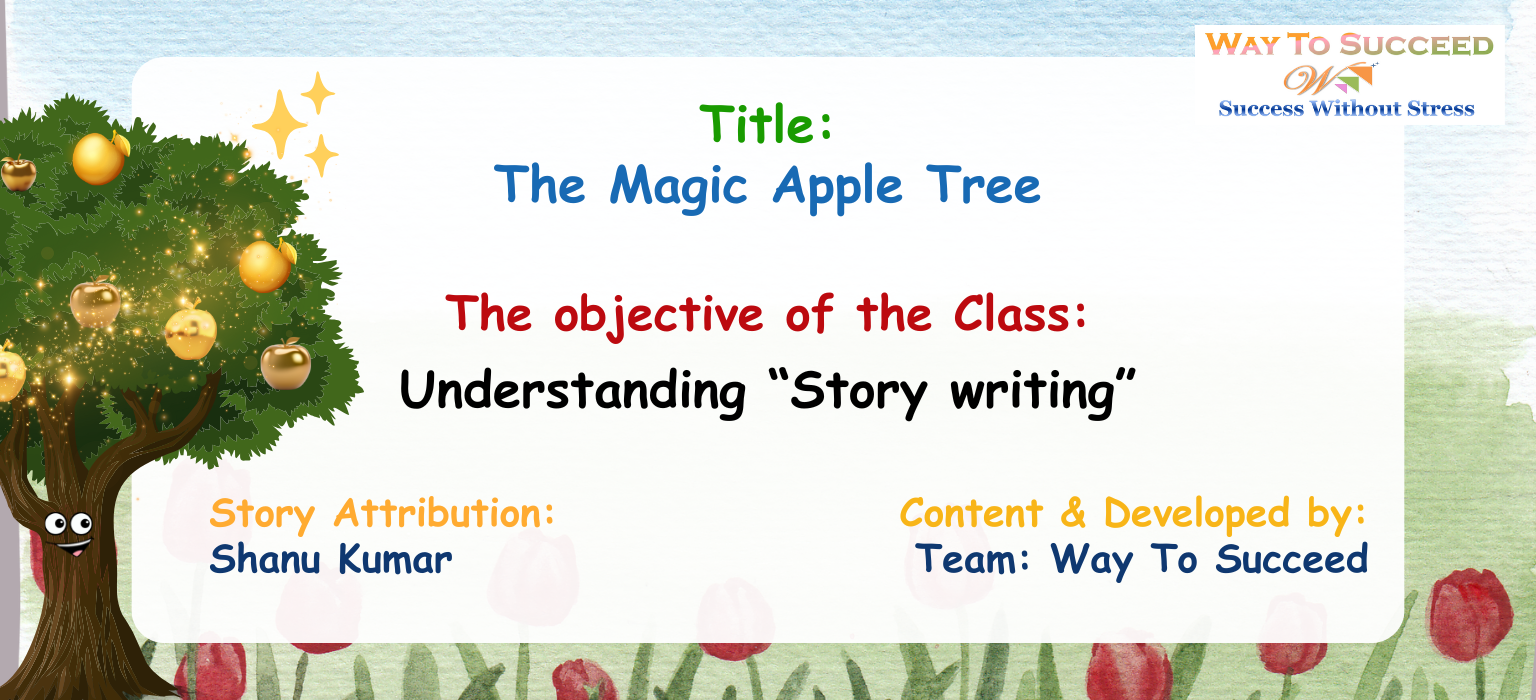 WAY TO SUCCEED
Success Without Stress
Title:
The Magic Apple Tree
The objective of the Class:
Understanding “Story writing”
Story Attribution:
Shanu Kumar
Content & Developed by:
Team: Way To Succeed